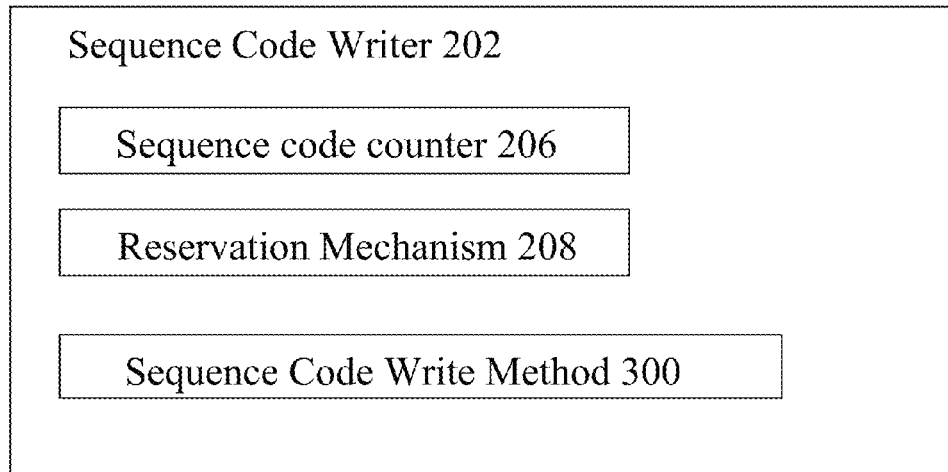 Sequence Code Writer 202
Sequence code counter 206
Reservation Mechanism 208
Sequence Code Write Method 300